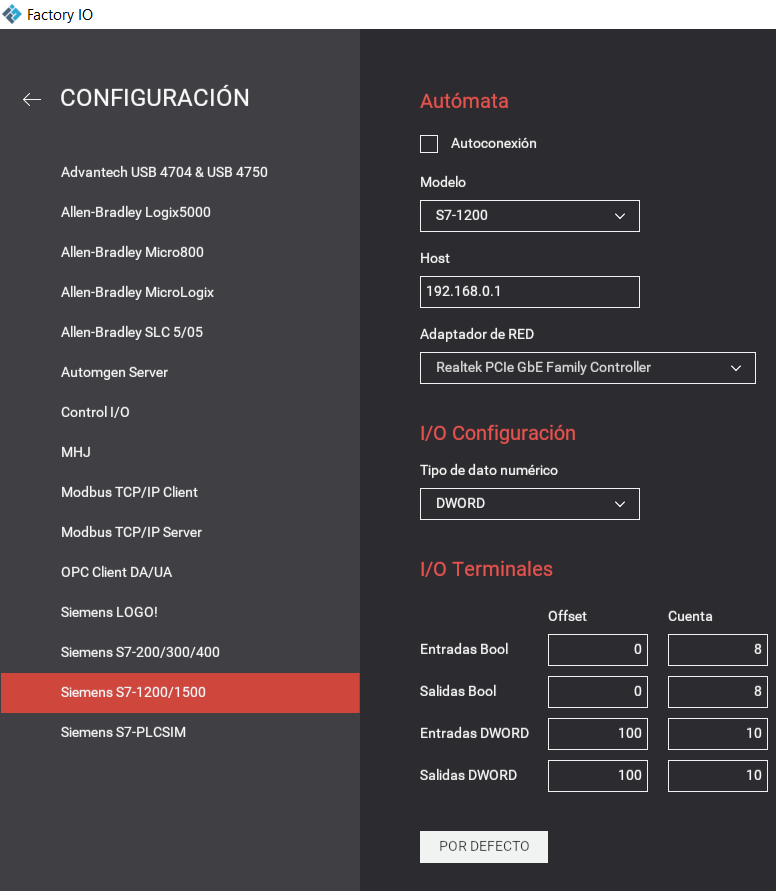 Factory IO
CONFIGURACIÓN
Advantech USB 4704 & USB 4750
Allen-Bradley Logix5000
Allen-Bradley Micro800
Allen-Bradley MicroLogix
Allen-Bradley SLC 5/05
Automgen Server
Control I/O
MHJ
Modbus TCP/IP Client
Modbus TCP/IP Server
OPC Client DA/UA
Siemens LOGO!
Siemens S7-200/300/400
Siemens S7-1200/1500
Siemens S7-PLCSIM
Autómata
Autoconexión
Modelo
S7-1200
Host
192.168.0.1
Adaptador de RED
Realtek PCIe GbE Family Controller
I/O Configuración
Tipo de dato numérico
DWORD
I/O Terminales
Offset Cuenta
Entradas Bool 0 8
Salidas Bool 0 8
Entradas DWORD 100 10
Salidas DWORD 100 10
POR DEFECTO